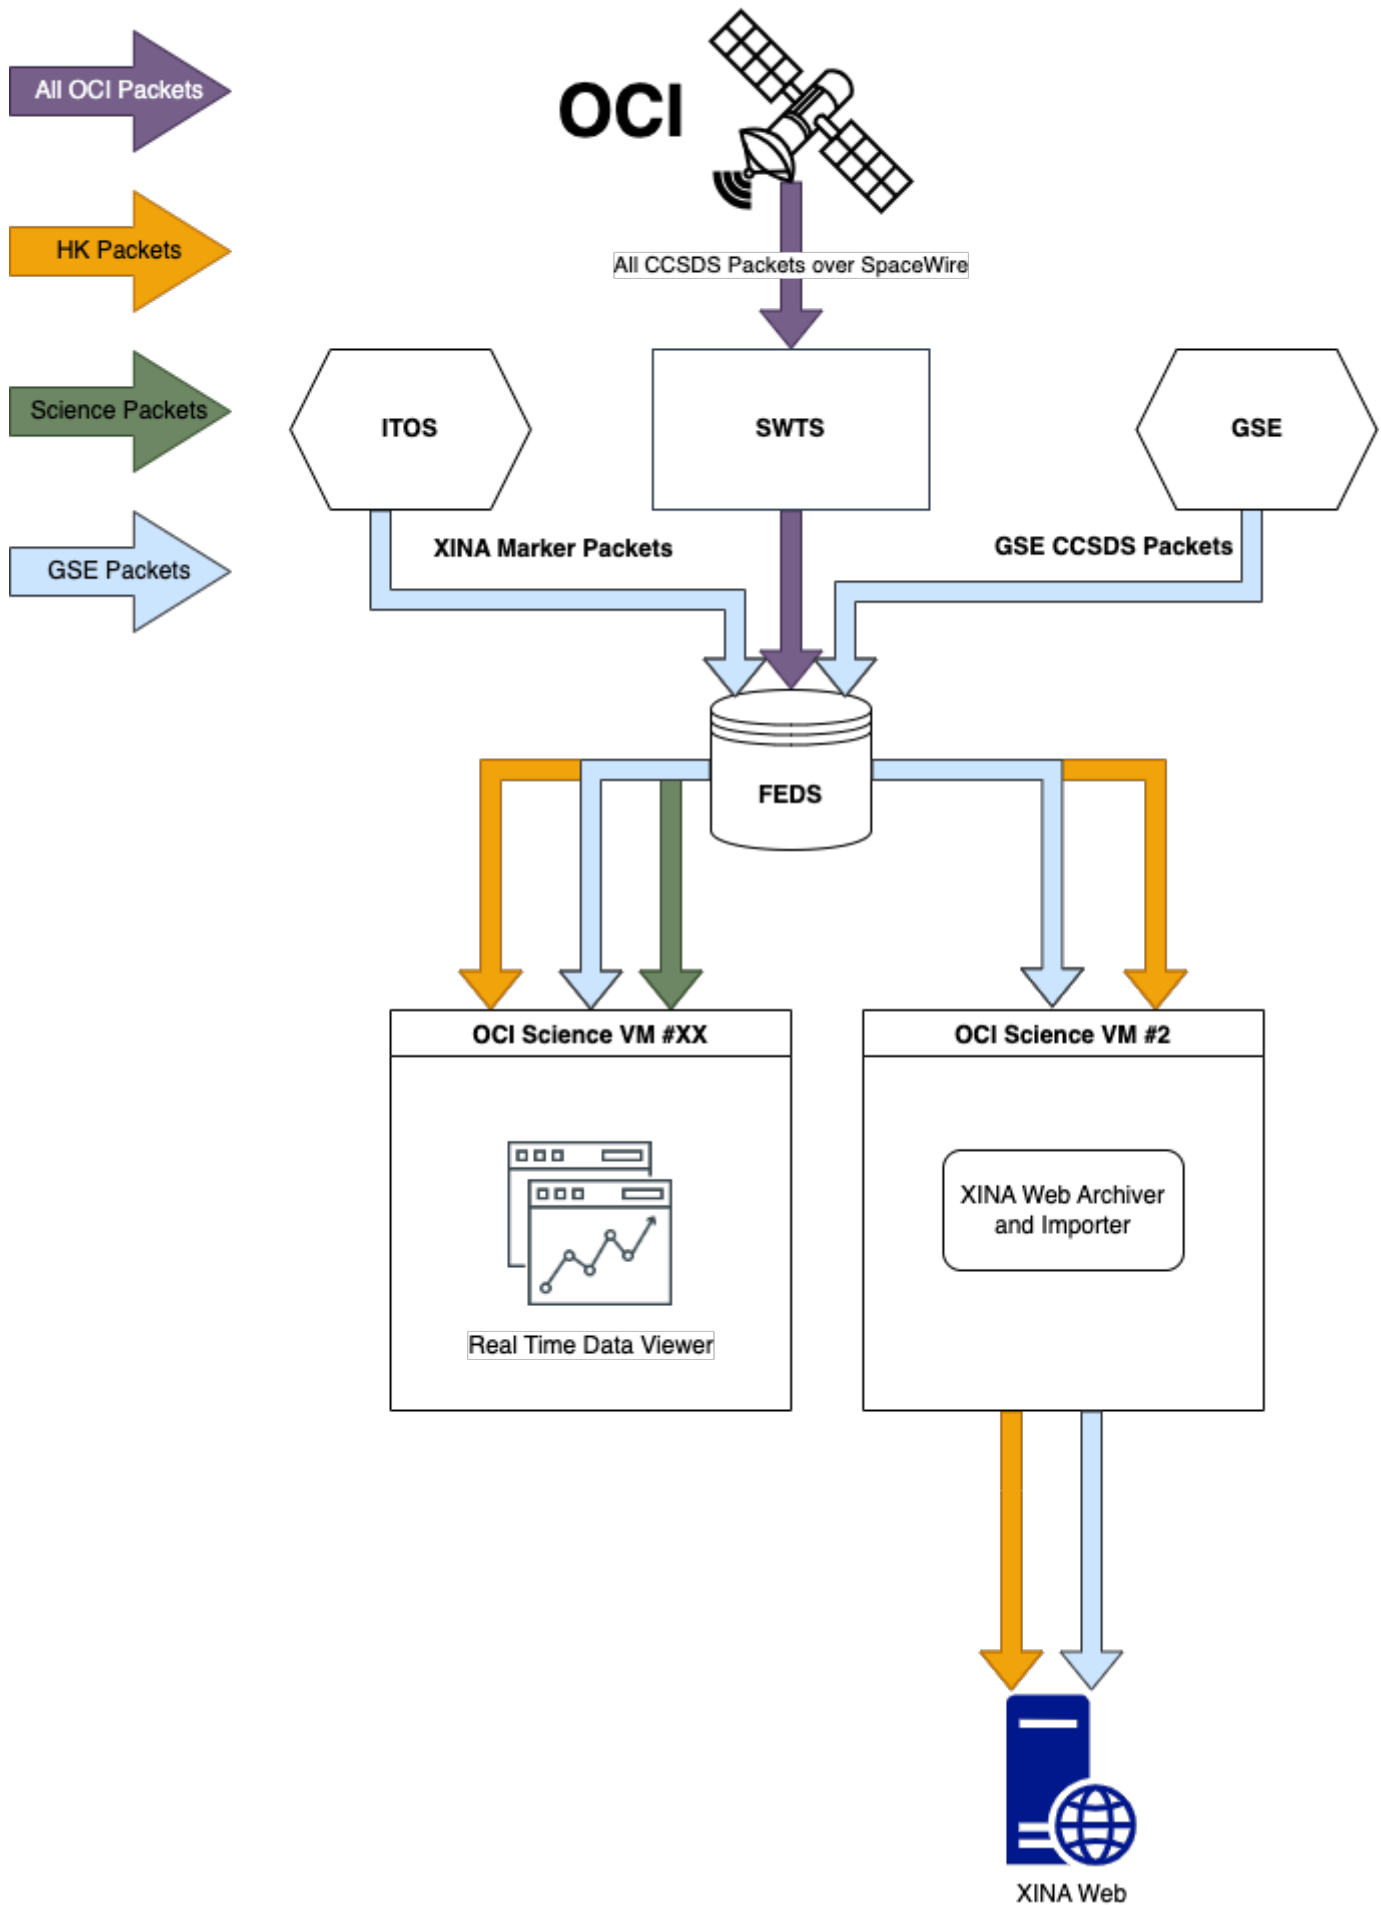 All OCI Packets
OCI
HK Packets
All CCSDS Packets over SpaceWire
Science Packets
ITOS
SWTS
GSE
GSE Packets
XINA Marker Packets
GSE CCSDS Packets
FEDS
OCI Science VM #XX
OCI Science VM #2
XINA Web Archiver
and Importer
Real Time Data Viewer
XINA Web